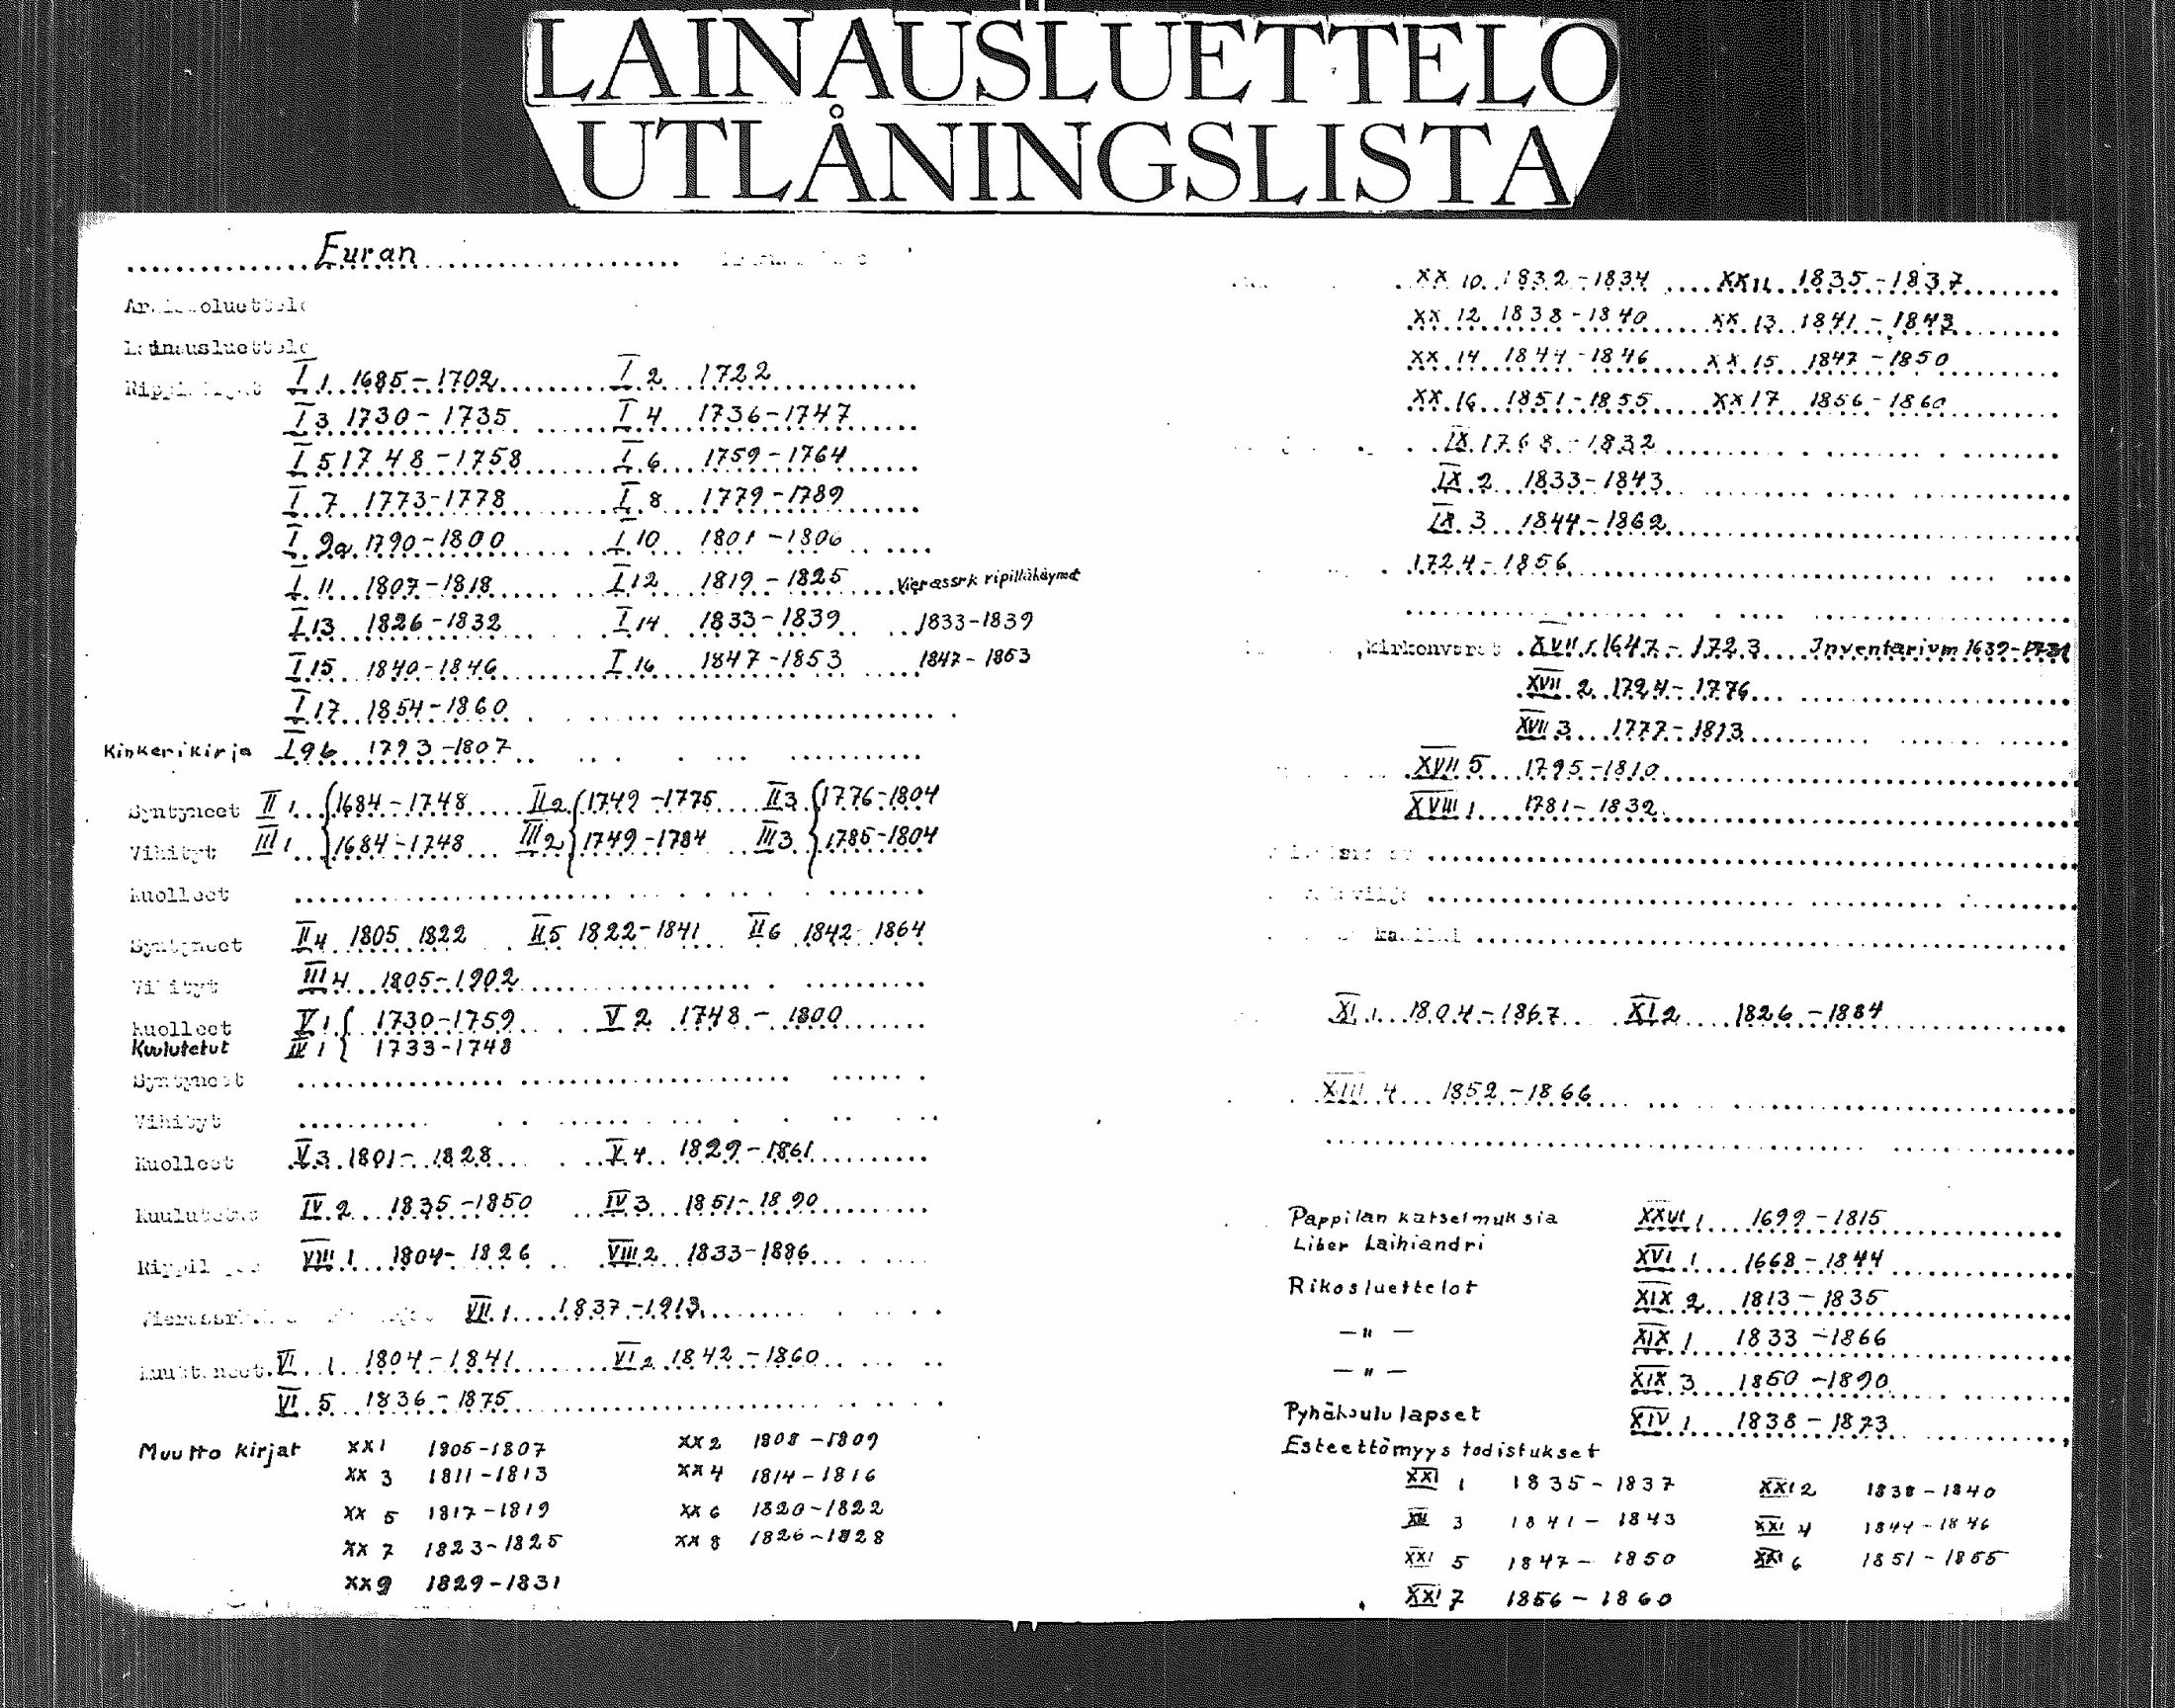 LAINAUSLUETTELO
UTLÅNINGSLISTA
Euran
Lainausluettelo
I 1 1685-1702 I 2 1722
I 3 1730-1735 I 4 1736-1747
I 5 1748-1758 I 6 1759-1764
I 7 1773-1778 I 8 1779-1789
I 9a 1790-1800 I 10 1801-1806
I 11 1807-1818 I 12 1819-1825 Vierassrk ripilläkäymät
I 13 1826-1832 I 14 1833-1839 1833-1839
I 15 1840-1846 I 16 1847-1853 1847-1853
I 17 1854-1860
Kinkerikirja I 9b 1793-1807
Syntyneet II 1 1684-1748 II 2 1749-1775 II 3 1776-1804
Vihityt III 1 1684-1748 III 2 1749-1784 III 3 1785-1804
Kuolleet
Syntyneet II 4 1805 1822 II 5 1822-1841 II 6 1842-1864
Vihityt III 4 1805-1902
Kuolleet V 1 1730-1759 V 2 1748-1800
Kuulutetut IV 1 1733-1748
Syntyneet
Vihityt
Kuolleet V 3 1801-1828 V 4 1829-1861
IV 2 1835-1850 IV 3 1851-1890
VIII 1 1804-1826 VIII 2 1833-1886
VII 1 1837-1913
VI 1 1804-1841 VI 2 1842-1860
VI 5 1836-1875
Muutto kirjat XX 1 1805-1807 XX 2 1808-1809
XX 3 1811-1813 XX 4 1814-1816
XX 5 1817-1819 XX 6 1820-1822
XX 7 1823-1825 XX 8 1826-1828
XX 9 1829-1831
XX 10 1832-1834 XX 11 1835-1837
XX 12 1838-1840 XX 13 1841-1843
XX 14 1844-1846 XX 15 1847-1850
XX 16 1851-1855 XX 17 1856-1860
IX 1768-1832
IX 2 1833-1843
IX 3 1844-1862
1724-1856
XVII 1 1647-1723 Inventarium 1639-1731
XVII 2 1724-1776
XVII 3 1777-1813
XVII 5 1795-1810
XVIII 1 1781-1832
XI 1 1804-1867 XI 2 1826-1884
XIII 4 1852-1866
Pappilan katselmuksia XXVI 1 1699-1815
Liber Laihiandri XVI 1 1668-1844
Rikosluettelot XIX 2 1813-1835
-"- XIX 1 1833-1866
-"- XIX 3 1850-1890
Pyhäkoulu lapset XIV 1 1838-1873
Esteettömyys todistukset
XXI 1 1835-1837 XXI 2 1838-1840
XXI 3 1841-1843 XXI 4 1844-1846
XXI 5 1847-1850 XXI 6 1851-1855
XXI 7 1856-1860